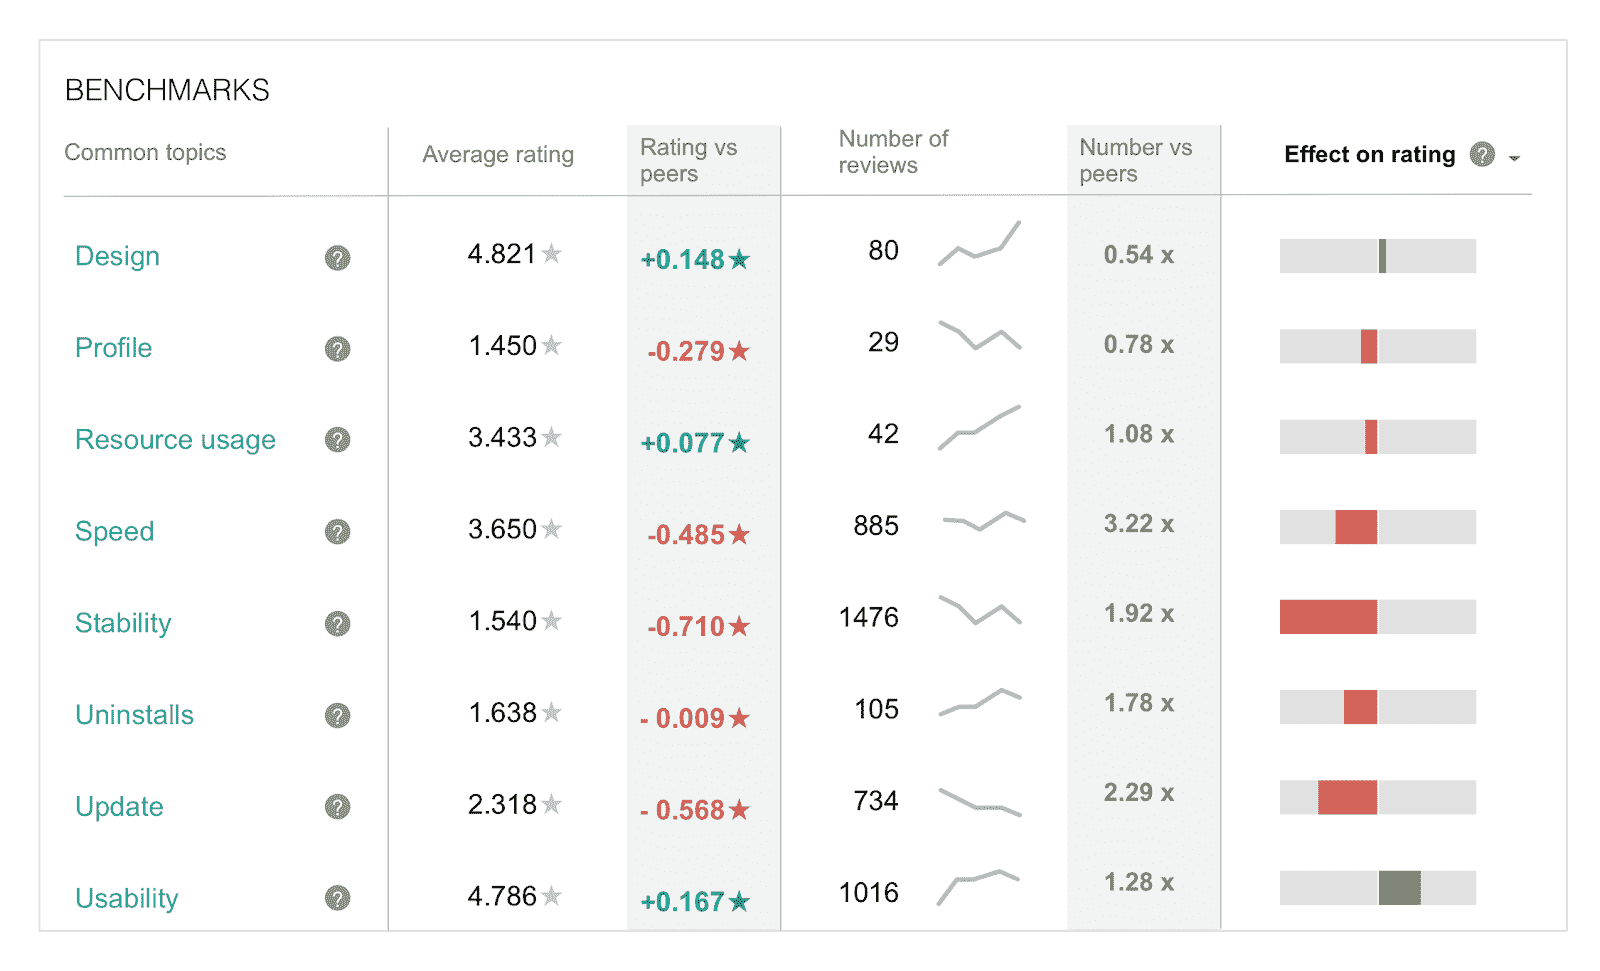 BENCHMARKS
Common topics
Average rating
Rating vs
peers
Number of
reviews
Number vs
peers
Effect on rating ?
Design ? 4.821 +0.148 80 0.54 x
Profile ? 1.450 -0.279 29 0.78 x
Resource usage ? 3.433 +0.077 42 1.08 x
Speed ? 3.650 -0.485 885 3.22 x
Stability ? 1.540 -0.710 1476 1.92 x
Uninstalls ? 1.638 - 0.009 105 1.78 x
Update ? 2.318 - 0.568 734 2.29 x
Usability ? 4.786 +0.167 1016 1.28 x